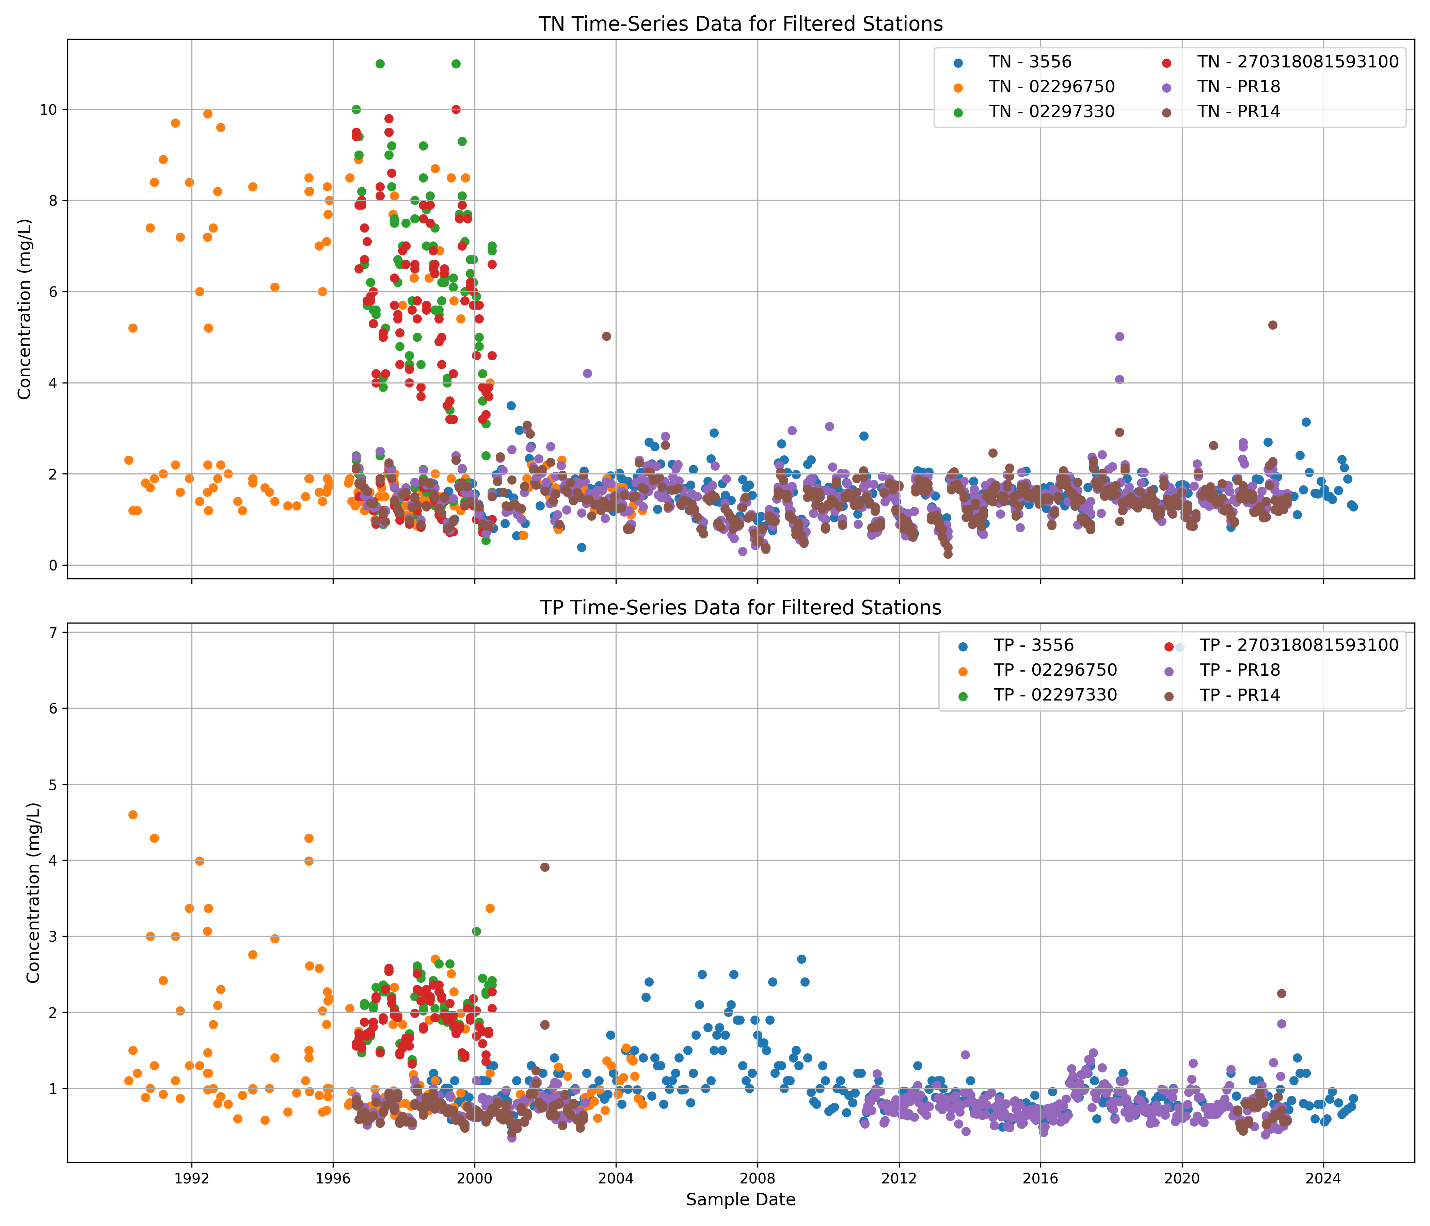 TN Time-Series Data for Filtered Stations
Concentration (mg/L)
10
8
6
4
2
0
TN - 3556
TN - 02296750
TN - 02297330
TN - 270318081593100
TN - PR18
TN - PR14
TP Time-Series Data for Filtered Stations
Concentration (mg/L)
7
6
5
4
3
2
1
TP - 3556
TP - 02296750
TP - 02297330
TP - 270318081593100
TP - PR18
TP - PR14
1992 1996 2000 2004 2008 2012 2016 2020 2024
Sample Date